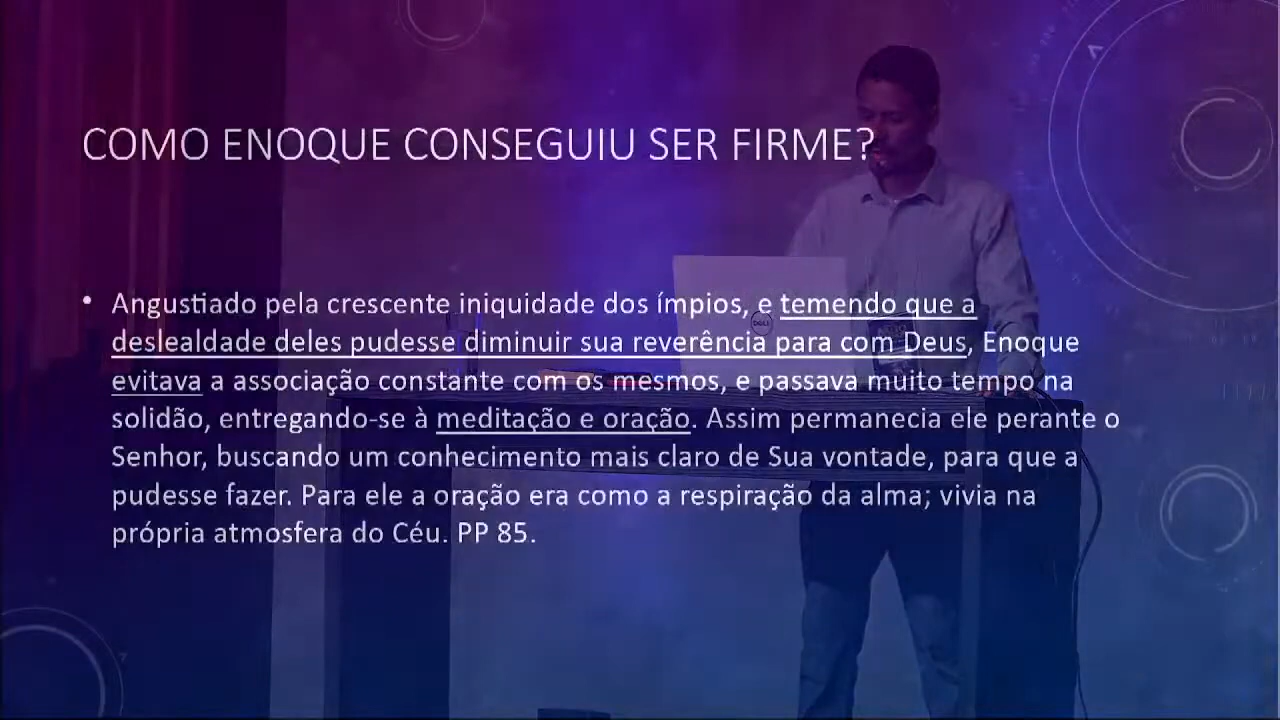 COMO ENOQUE CONSEGUIU SER FIRME?
• Angustiado pela crescente iniquidade dos ímpios, e temendo que a
deslealdade deles pudesse diminuir sua reverência para com Deus, Enoque
evitava a associação constante com os mesmos, e passava muito tempo na
solidão, entregando-se à meditação e oração. Assim permanecia ele perante o
Senhor, buscando um conhecimento mais claro de Sua vontade, para que a
pudesse fazer. Para ele a oração era como a respiração da alma; vivia na
própria atmosfera do Céu. PP 85.
DELL